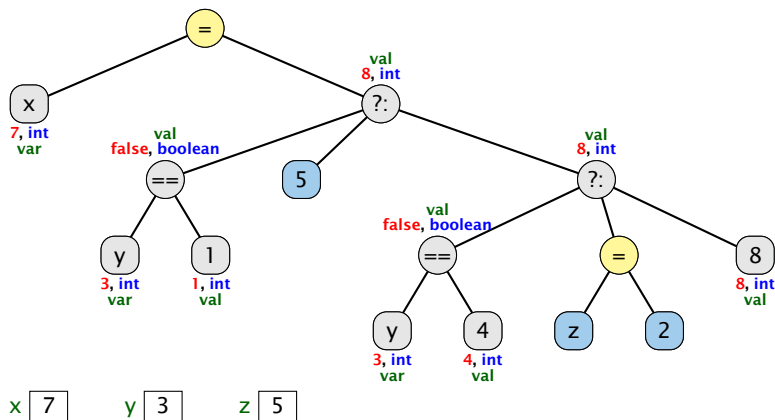 =
val
8, int
x
?:
7, int
var
val
false, boolean
val
8, int
==
5
?:
val
false, boolean
y
1
==
=
8
3, int
var
1, int
val
8, int
val
y
4
z
2
3, int
var
4, int
val
x 7 y 3 z 5